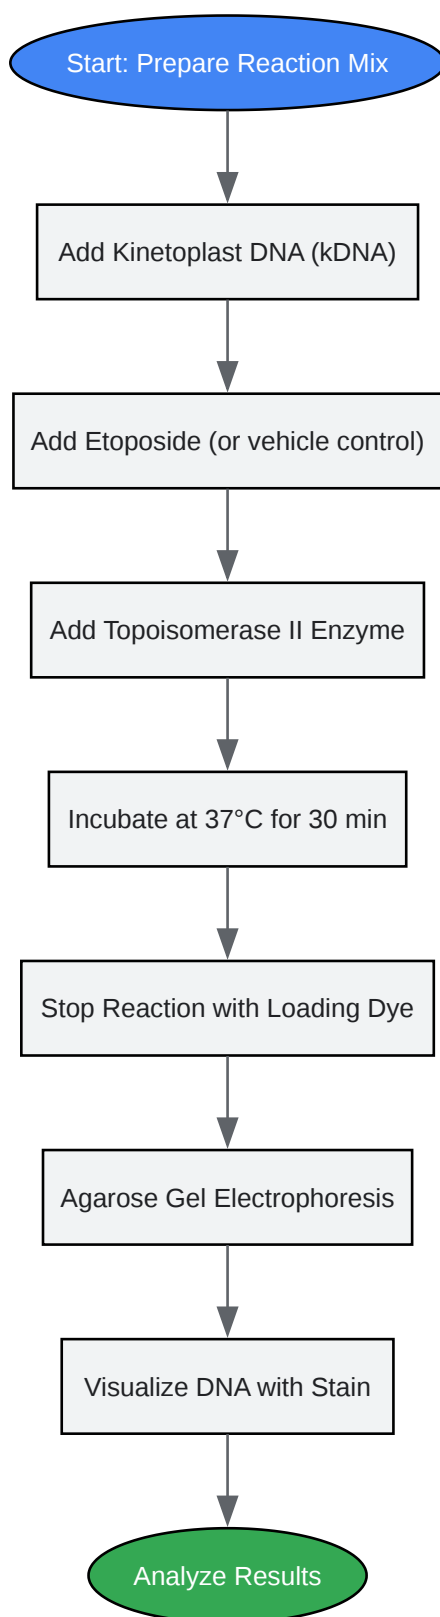 Start: Prepare Reaction Mix
Add Kinetoplast DNA (kDNA)
Add Etoposide (or vehicle control)
Add Topoisomerase II Enzyme
Incubate at 37°C for 30 min
Stop Reaction with Loading Dye
Agarose Gel Electrophoresis
Visualize DNA with Stain
Analyze Results